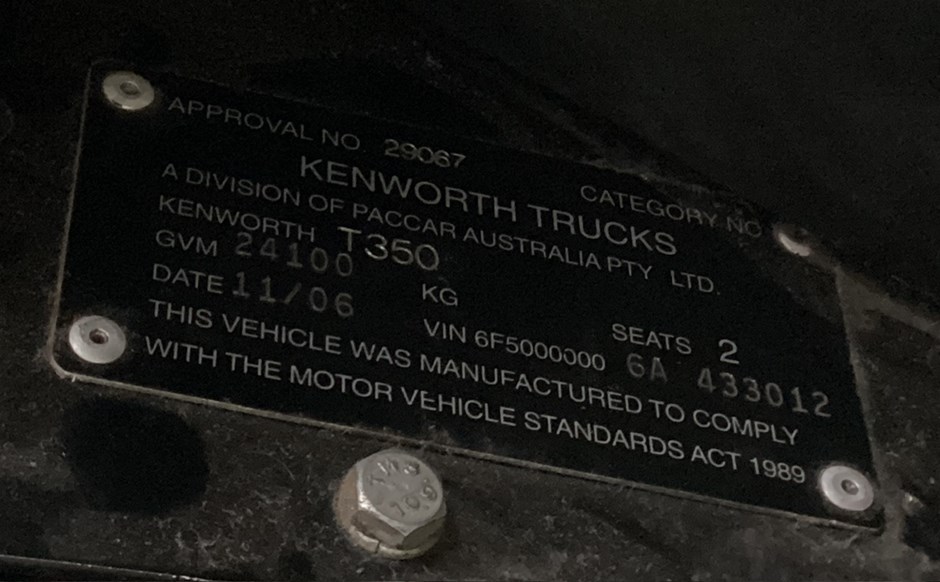 APPROVAL NO. 29067
CATEGORY NO
KENWORTH TRUCKS
A DIVISION OF PACCAR AUSTRALIA PTY LTD.
KENWORTH T350
GVM 24100 KG
SEATS 2
DATE 11/06
VIN 6F5000000 6A 433012
THIS VEHICLE WAS MANUFACTURED TO COMPLY
WITH THE MOTOR VEHICLE STANDARDS ACT 1989